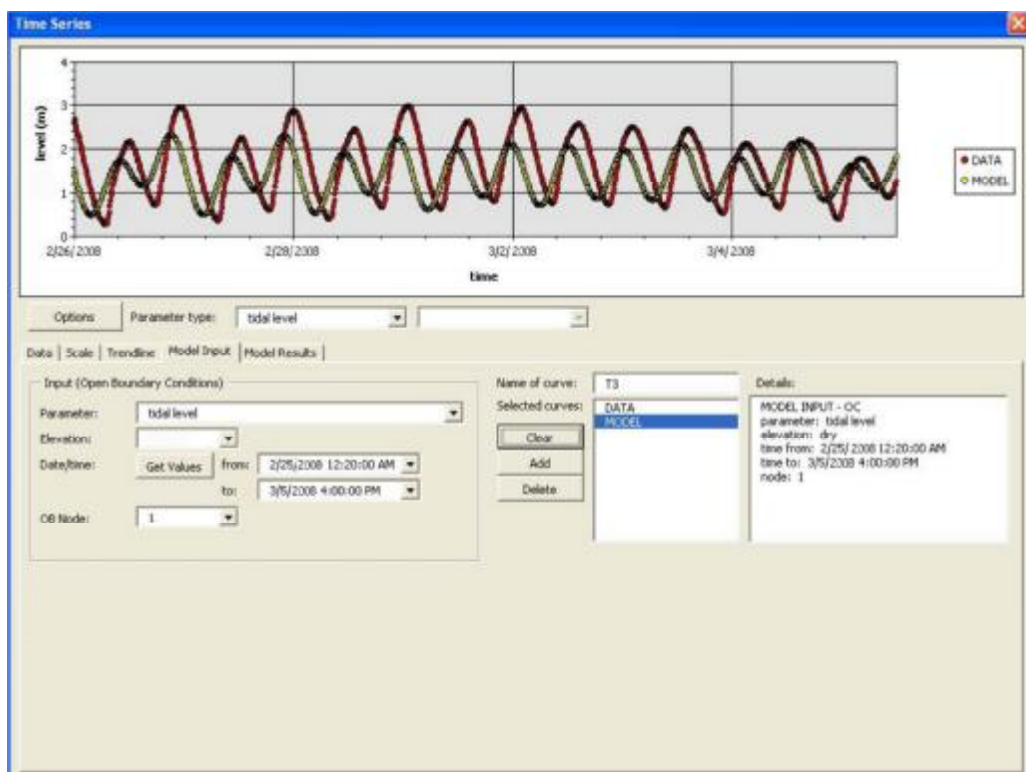 Time Series
4
3
2
1
0
level (m)
2/26/2008
2/28/2008
3/2/2008
3/4/2008
time
DATA
MODEL
Options
Parameter type:
tidal level
Data
Scale
Trendline
Model Input
Model Results
Input (Open Boundary Conditions)
Parameter:
tidal level
Elevation:
Date/time:
Get Values
from:
2/25/2008 12:20:00 AM
to:
3/5/2008 4:00:00 PM
OB Node:
1
Name of curve:
T3
Selected curves:
DATA
MODEL
Clear
Add
Delete
Details:
MODEL INPUT - OC
parameter: tidal level
elevation: dry
time from: 2/25/2008 12:20:00 AM
time to: 3/5/2008 4:00:00 PM
node: 1